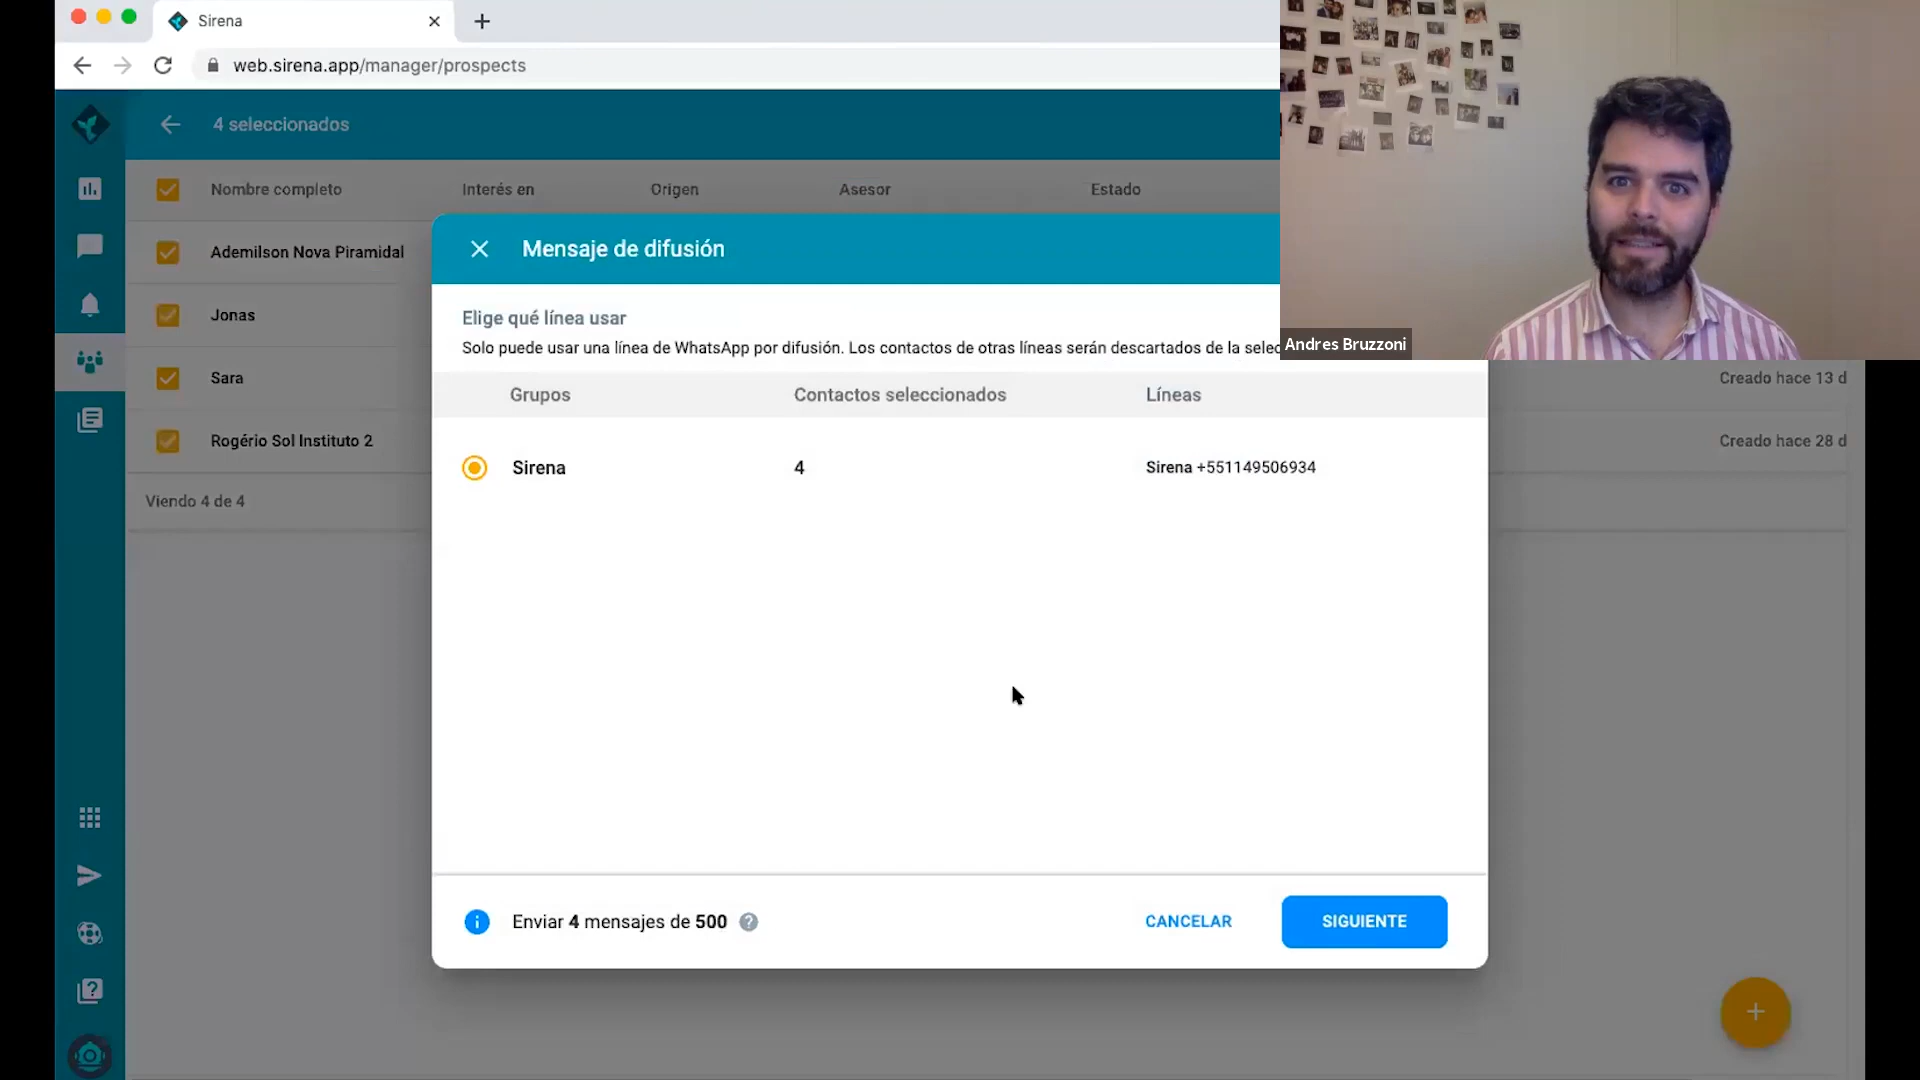 Sirena
web.sirena.app/manager/prospects
4 seleccionados
Nombre completo Interés en Origen Asesor Estado
Ademilson Nova Piramidal
Jonas
Sara
Rogério Sol Instituto 2
Viendo 4 de 4
Mensaje de difusión
Elige qué línea usar
Solo puede usar una línea de WhatsApp por difusión. Los contactos de otras líneas serán descartados de la
Grupos Contactos seleccionados Líneas
Sirena 4 Sirena +551149506934
Enviar 4 mensajes de 500 ?
CANCELAR SIGUIENTE
Andres Bruzzoni
Creado hace 13 d
Creado hace 28 d